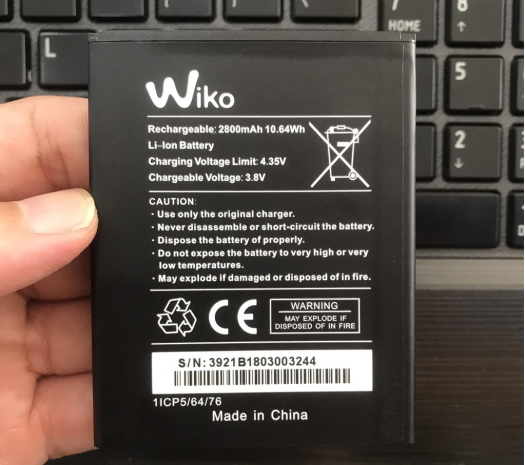 Wiko
Rechargeable: 2800mAh 10.64Wh
Li-Ion Battery
Charging Voltage Limit: 4.35V
Chargeable Voltage: 3.8V
CAUTION:
· Use only the original charger.
· Never disassemble or short-circuit the battery.
· Dispose the battery of properly.
· Do not expose the battery to very high or very
low temperatures.
· May explode if damaged or disposed of in fire.
CE
WARNING
MAY EXPLODE IF
DISPOSED OF IN FIRE
S/N: 3921B1803003244
1ICP5/64/76
Made in China
L
7
HOME
8
↑
5
2
↓